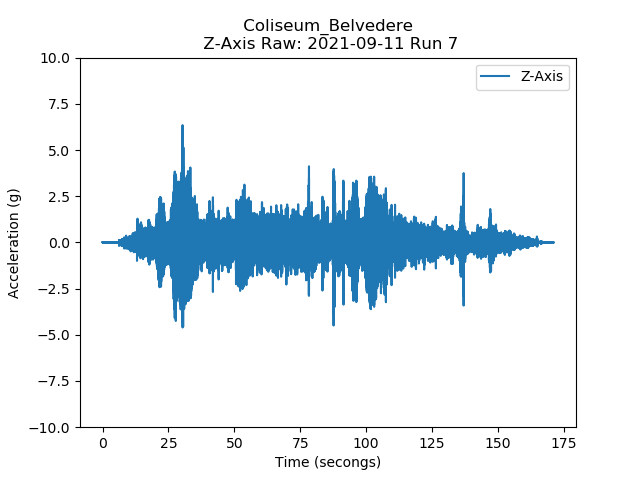 Coliseum_Belvedere
Z-Axis Raw: 2021-09-11 Run 7
Z-Axis
10.0
7.5
5.0
2.5
0.0
−2.5
−5.0
−7.5
−10.0
Acceleration (g)
0 25 50 75 100 125 150 175
Time (secongs)